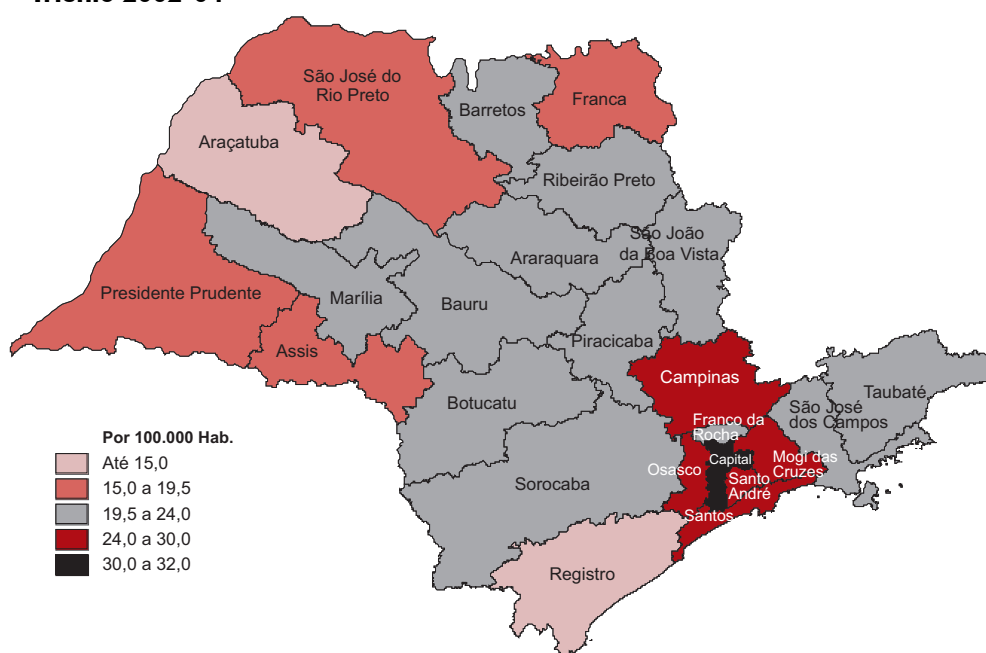 Triênio 2002-04
São José do
Rio Preto
Barretos
Franca
Araçatuba
Ribeirão Preto
São João
da Boa Vista
Araraquara
Presidente Prudente
Marília
Bauru
Assis
Piracicaba
Campinas
Taubaté
Botucatu
São José
dos Campos
Franco da
Rocha
Capital
Mogi das
Cruzes
Osasco
Santo
André
Santos
Sorocaba
Registro
Por 100.000 Hab.
Até 15,0
15,0 a 19,5
19,5 a 24,0
24,0 a 30,0
30,0 a 32,0